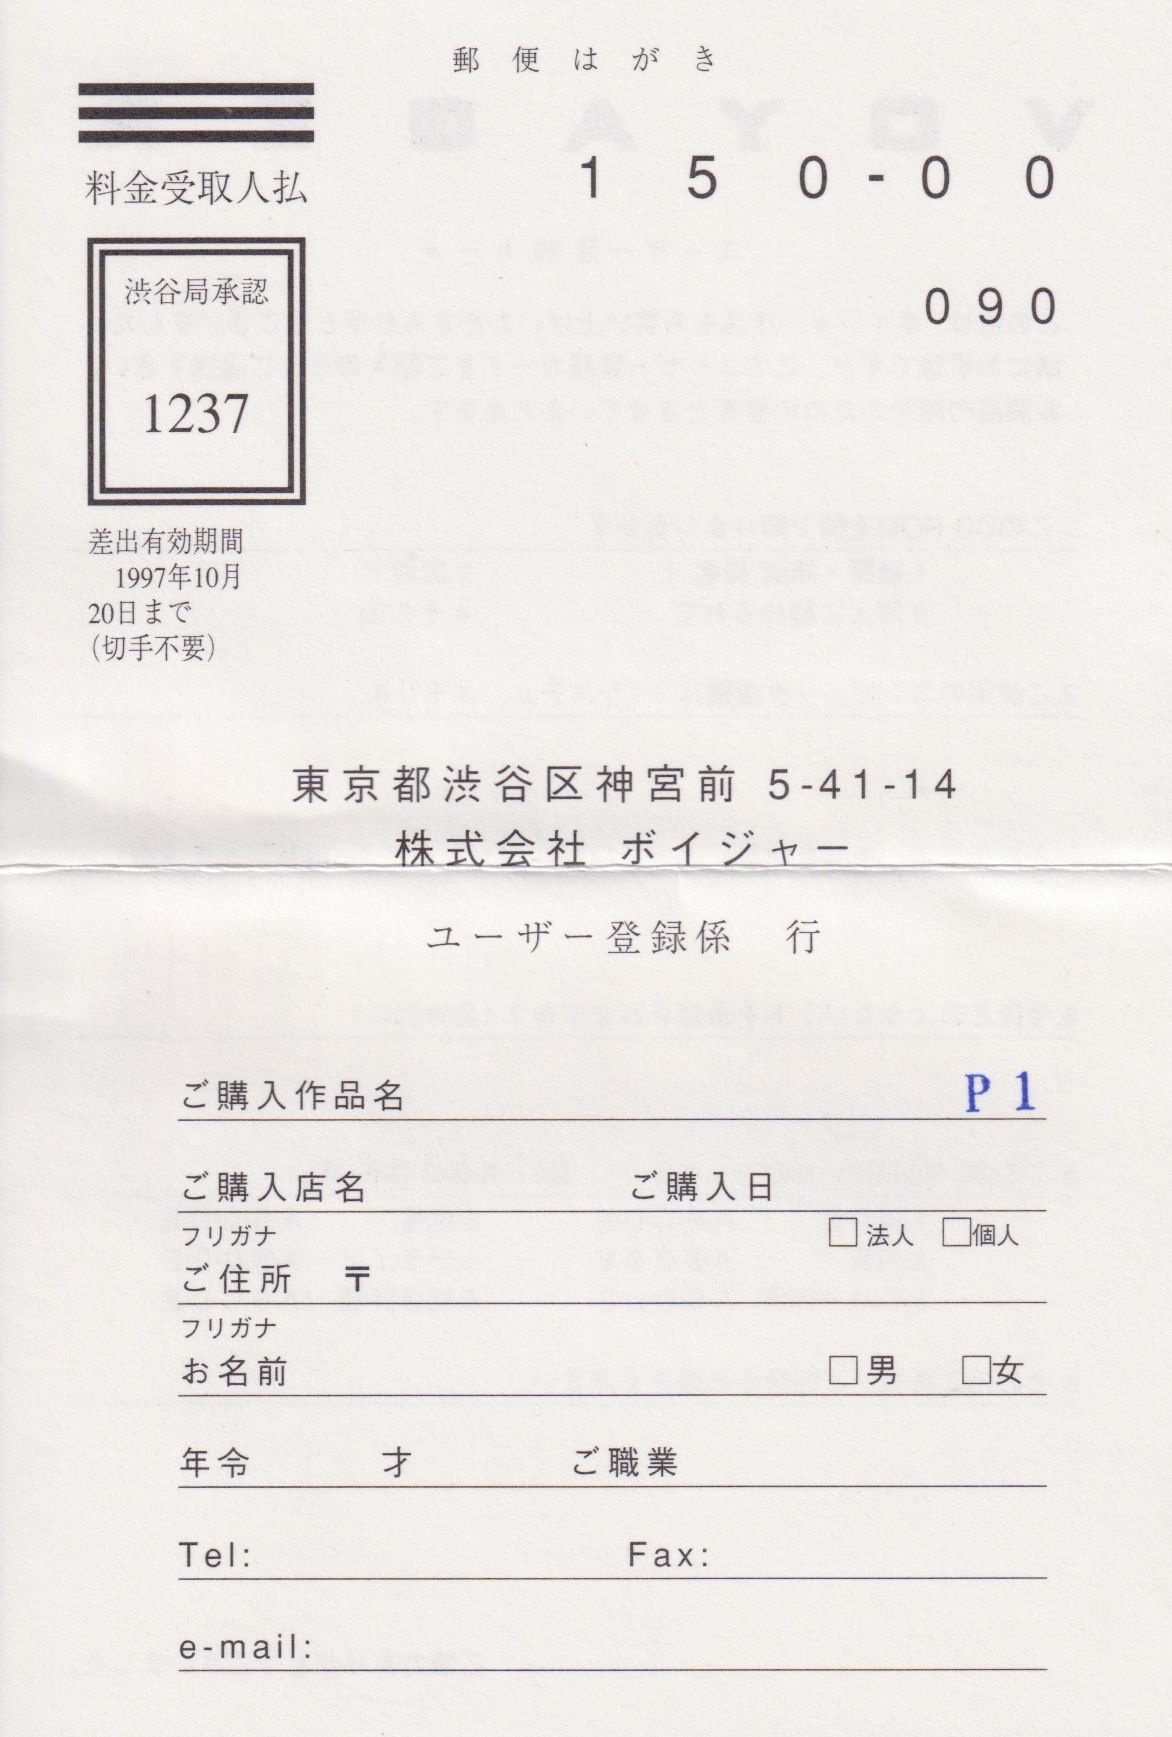 郵便はがき
料金受取人払
150-00
渋谷局承認
090
1237
差出有効期間
1997年10月
20日まで
（切手不要）
東京都渋谷区神宮前 5-41-14
株式会社 ボイジャー
ユーザー登録係 行
ご購入作品名 P1
ご購入店名 ご購入日
フリガナ □法人 □個人
ご住所 〒
フリガナ
お名前 □男 □女
年令 才 ご職業
Tel: Fax:
e-mail: